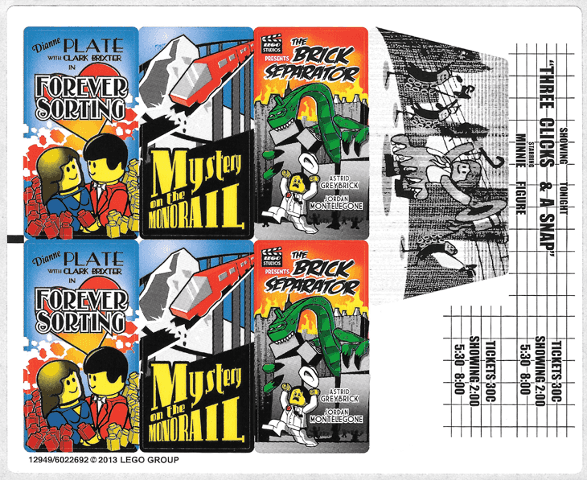 Dianne
PLATE
WITH CLARK BRIXTER
IN
FOREVER
SORTING
Mystery
on the
MONORAIL
LEGO
STUDIOS
PRESENTS
THE
BRICK
SEPARATOR
ASTRID
GREYBRICK
JORDAN
MONTELEGONE
Dianne
PLATE
WITH CLARK BRIXTER
IN
FOREVER
SORTING
Mystery
on the
MONORAIL
LEGO
STUDIOS
PRESENTS
THE
BRICK
SEPARATOR
ASTRID
GREYBRICK
JORDAN
MONTELEGONE
SHOWING TONIGHT
"THREE CLICKS & A SNAP"
STARRING
MINNIE FIGURE
TICKETS 30C
SHOWING 2:00
5:30 8:00
TICKETS 30C
SHOWING 2:00
5:30 8:00
12949/6022692 © 2013 LEGO GROUP